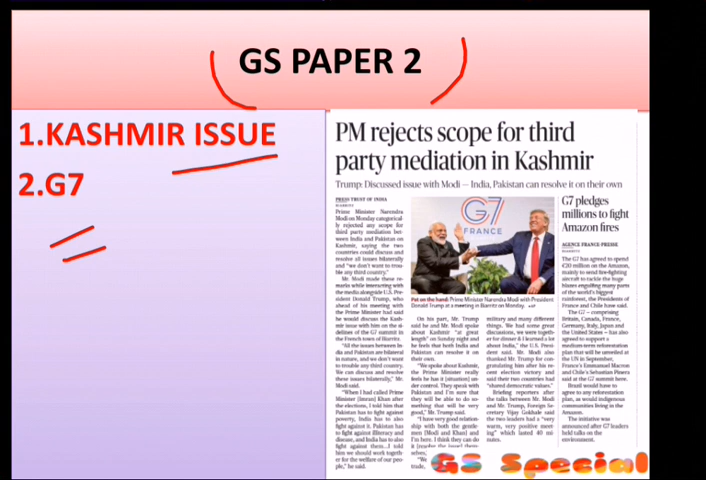 GS PAPER 2
1.KASHMIR ISSUE
2.G7
PM rejects scope for third
party mediation in Kashmir
Trump: Discussed issue with Modi — India, Pakistan can resolve it on their own
PRESS TRUST OF INDIA
BIARRITZ
Prime Minister Narendra
Modi on Monday categorical-
ly rejected any scope for
third party mediation bet-
ween India and Pakistan on
Kashmir, saying the two
countries could discuss and
resolve all issues bilaterally
and "we don't want to trou-
ble any third country."
Mr. Modi made these re-
marks while interacting with
the media alongside U.S. Pre-
sident Donald Trump, who
ahead of his meeting with
the Prime Minister had said
he would discuss the Kash-
mir issue with him on the si-
delines of the G7 summit in
the French town of Biarritz.
"All the issues between In-
dia and Pakistan are bilateral
in nature, and we don't want
to trouble any third country.
We can discuss and resolve
these issues bilaterally," Mr.
Modi said.
"When I had called Prime
Minister [Imran] Khan after
the elections, I told him that
Pakistan has to fight against
poverty, India has to also
fight against it. Pakistan has
to fight against illiteracy and
disease, and India has to also
fight against them...I told
him we should work togeth-
er for the welfare of our peo-
ple," he said.
G7
FRANCE
Pat on the hand: Prime Minister Narendra Modi with President
Donald Trump at a meeting in Biarritz on Monday.
On his part, Mr. Trump
said he and Mr. Modi spoke
about Kashmir "at great
length" on Sunday night and
he feels that both India and
Pakistan can resolve it on
their own.
"We spoke about Kashmir,
the Prime Minister really
feels he has it [situation] un-
der control. They speak with
Pakistan and I'm sure that
they will be able to do so-
mething that will be very
good," Mr. Trump said.
"I have very good relation-
ship with both the gentle-
men [Modi and Khan] and
I'm here. I think they can do
it [resolve the issue] them-
selves,
"We
trade,
military and many different
things. We had some great
discussions, we were togeth-
er for dinner & I learned a lot
about India," the U.S. Presi-
dent said. Mr. Modi also
thanked Mr. Trump for con-
gratulating him after his re-
cent election victory and
said their two countries had
"shared democratic values."
Briefing reporters after
the talks between Mr. Modi
and Mr. Trump, Foreign Se-
cretary Vijay Gokhale said
the two leaders had a "very
warm, very positive meet-
ing" which lasted 40 mi-
nutes.
G7 pledges
millions to fight
Amazon fires
AGENCE FRANCE-PRESSE
BIARRITZ
The G7 has agreed to spend
€20 million on the Amazon,
mainly to send fire-fighting
aircraft to tackle the huge
blazes engulfing many parts
of the world's biggest
rainforest, the Presidents of
France and Chile have said.
The G7 — comprising
Britain, Canada, France,
Germany, Italy, Japan and
the United States — has also
agreed to support a
medium-term reforestation
plan that will be unveiled at
the UN in September,
France's Emmanuel Macron
and Chile's Sebastian Pinera
said at the G7 summit here.
Brazil would have to
agree to any reforestation
plan, as would indigenous
communities living in the
Amazon.
The initiative was
announced after G7 leaders
held talks on the
environment.
GS Special